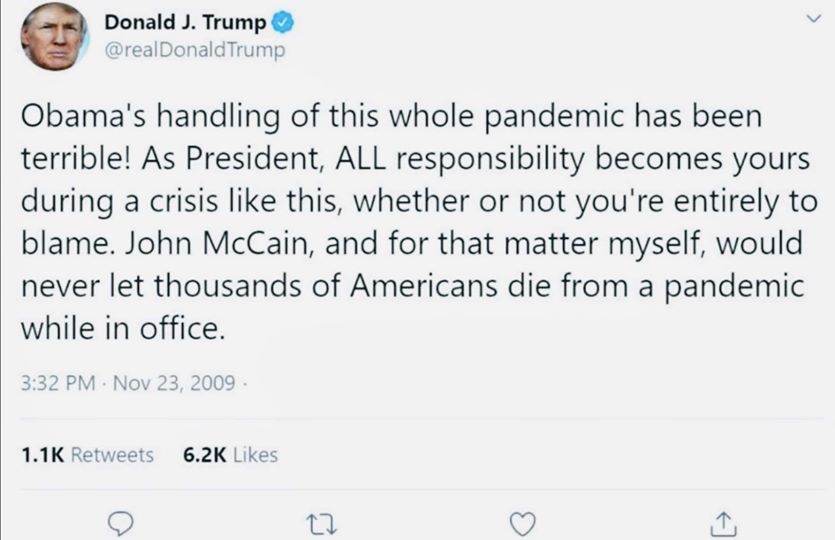 Donald J. Trump
@realDonaldTrump
Obama's handling of this whole pandemic has been
terrible! As President, ALL responsibility becomes yours
during a crisis like this, whether or not you're entirely to
blame. John McCain, and for that matter myself, would
never let thousands of Americans die from a pandemic
while in office.
3:32 PM · Nov 23, 2009 ·
1.1K Retweets 6.2K Likes